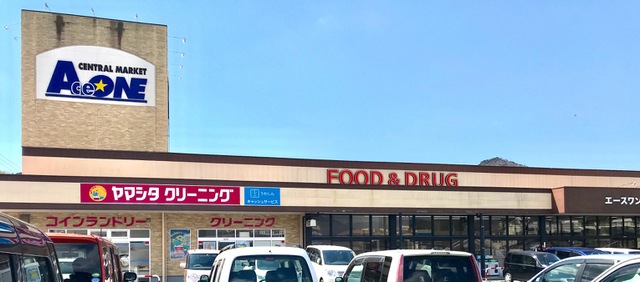 CENTRAL MARKET
AceONE
FOOD & DRUG
ヤマシタ クリーニング
キャッシュサービス
エースワン
コインランドリー
クリーニング